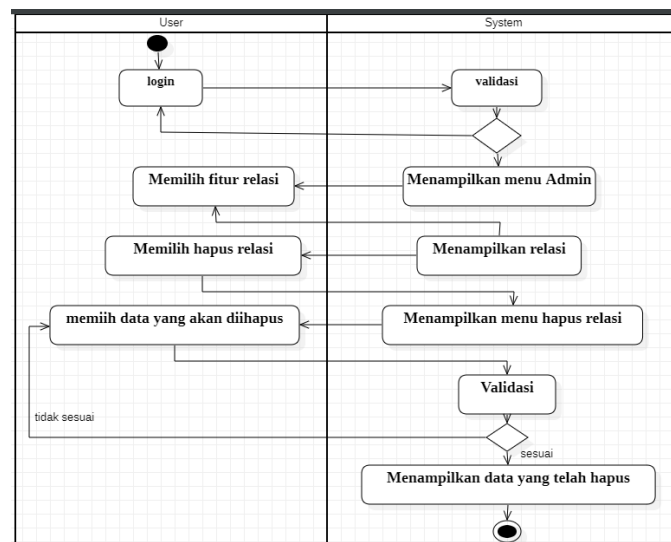 User
System
login
validasi
Memilih fitur relasi
Menampilkan menu Admin
Memilih hapus relasi
Menampilkan relasi
memiih data yang akan diihapus
Menampilkan menu hapus relasi
Validasi
tidak sesuai
sesuai
Menampilkan data yang telah hapus